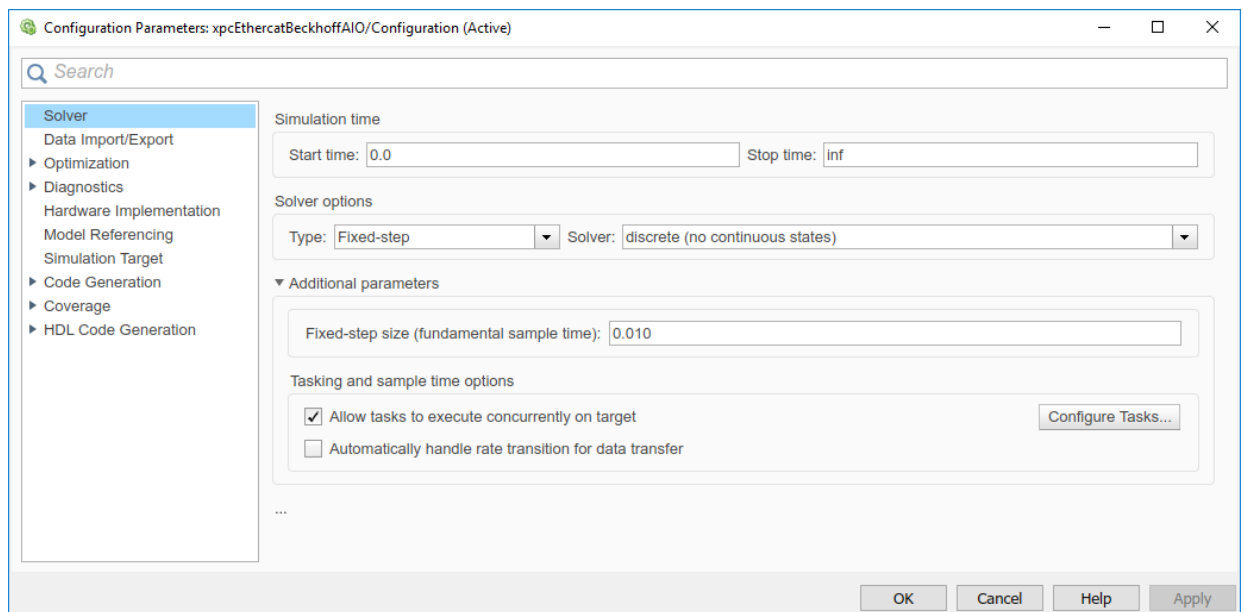 Configuration Parameters: xpcEthercatBeckhoffAIO/Configuration (Active)
Search
Solver
Data Import/Export
Optimization
Diagnostics
Hardware Implementation
Model Referencing
Simulation Target
Code Generation
Coverage
HDL Code Generation
Simulation time
Start time: 0.0 Stop time: inf
Solver options
Type: Fixed-step Solver: discrete (no continuous states)
Additional parameters
Fixed-step size (fundamental sample time): 0.010
Tasking and sample time options
Allow tasks to execute concurrently on target Configure Tasks...
Automatically handle rate transition for data transfer
...
OK Cancel Help Apply